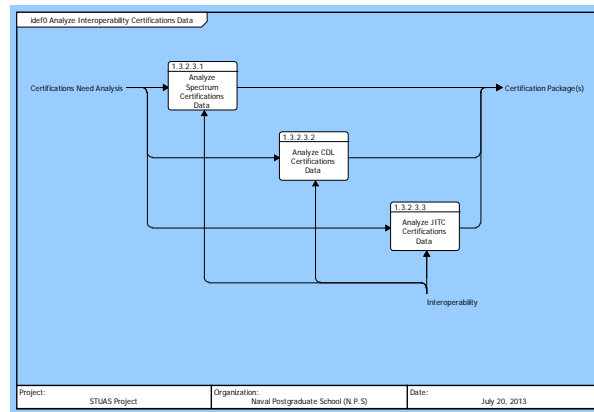 idef0 Analyze Interoperability Certifications Data
1.3.2.3.1
Analyze
Spectrum
Certifications
Data
Certifications Need Analysis
Certification Package(s)
1.3.2.3.2
Analyze CDL
Certifications
Data
1.3.2.3.3
Analyze JITC
Certifications
Data
Interoperability
Project:
STUAS Project
Organization:
Naval Postgraduate School (N.P.S)
Date:
July 20, 2013